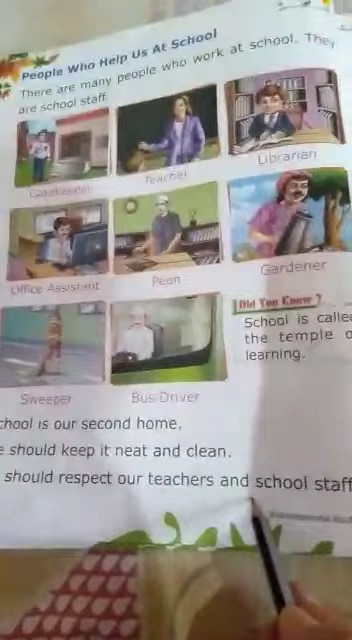 People Who Help Us At School
There are many people who work at school. They
are school staff.
Gatekeeper
Teacher
Librarian
Office Assistant
Peon
Gardener
Did You Know ?
School is called
the temple o
learning.
Sweeper
Bus Driver
chool is our second home.
e should keep it neat and clean.
should respect our teachers and school staff